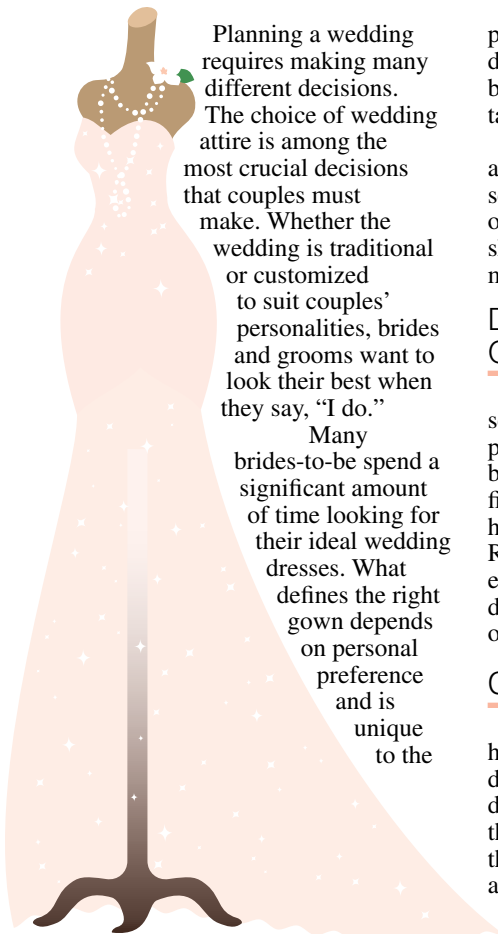 Planning a wedding
requires making many
different decisions.
The choice of wedding
attire is among the
most crucial decisions
that couples must
make. Whether the
wedding is traditional
or customized
to suit couples’
personalities, brides
and grooms want to
look their best when
they say, “I do.”
Many
brides-to-be spend a
significant amount
of time looking for
their ideal wedding
dresses. What
defines the right
gown depends
on personal
preference
and is
unique
to the